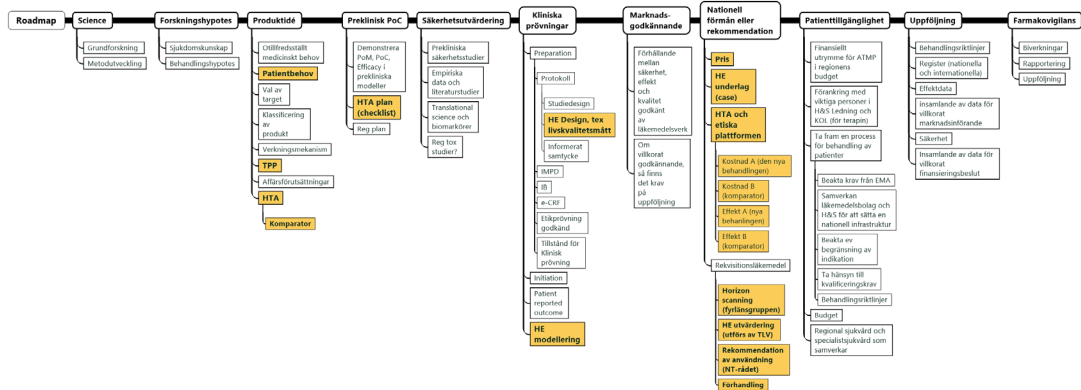 Roadmap
Science
Grundforskning
Metodutveckling
Forskningshypotes
Sjukdomskunskap
Behandlingshypotes
Produktidé
Otillfredsställt
medicinskt behov
Patientbehov
Val av
target
Klassificering
av
produkt
Verkningsmekanism
TPP
Affärsförutsättningar
HTA
Komparator
Preklinisk PoC
Demonstrera
PoM, PoC,
Efficacy i
prekliniska
modeller
HTA plan
(checklist)
Reg plan
Säkerhetsutvärdering
Prekliniska
säkerhetsstudier
Empiriska
data och
literaturstudier
Translational
science och
biomarkörer
Reg tox
studier?
Kliniska
prövningar
Preparation
Protokoll
Studiedesign
HE Design, tex
livskvalitetsmått
Informerat
samtycke
IMPD
IB
e-CRF
Etikprövning
godkänd
Tillstånd för
Klinisk
prövning
Initiation
Patient
reported
outcome
HE
modellering
Marknads-
godkännande
Förhållande
mellan
säkerhet,
effekt
och
kvalitet
godkänt
av
läkemedelsverk
Om
villkorat
godkännande,
så finns
det krav
på
uppföljning
Nationell
förmån eller
rekommendation
Pris
HE
underlag
(case)
HTA och
etiska
plattformen
Kostnad A (den nya
behandlingen)
Kostnad B
(komparator)
Effekt A (nya
behanlingen)
Effekt B
(komparator)
Rekvisitionsläkemedel
Horizon
scanning
(fyrlänsgruppen)
HE utvärdering
(utförs av TLV)
Rekommendation
av användning
(NT-rådet)
Förhandling
Patienttillgänglighet
Finansiellt
utrymme för ATMP
i regionens
budget
Förankring med
viktiga personer i
H&S Ledning och
KOL (för terapin)
Ta fram en process
för behandling av
patienter
Beakta krav från EMA
Samverkan
läkemedelsbolag och
H&S för att sätta en
nationell infrastruktur
Beakta ev
begränsning av
indikation
Ta hänsyn till
kvalificeringskrav
Behandlingsriktlinjer
Budget
Regional sjukvård och
specialistsjukvård som
samverkar
Uppföljning
Behandlingsriktlinjer
Register (nationella
och internationella)
Effektdata
insamlande av data för
villkorat
marknadsinförande
Säkerhet
Insamlande av data för
villkorat
finansieringsbeslut
Farmakovigilans
Biverkningar
Rapportering
Uppföljning